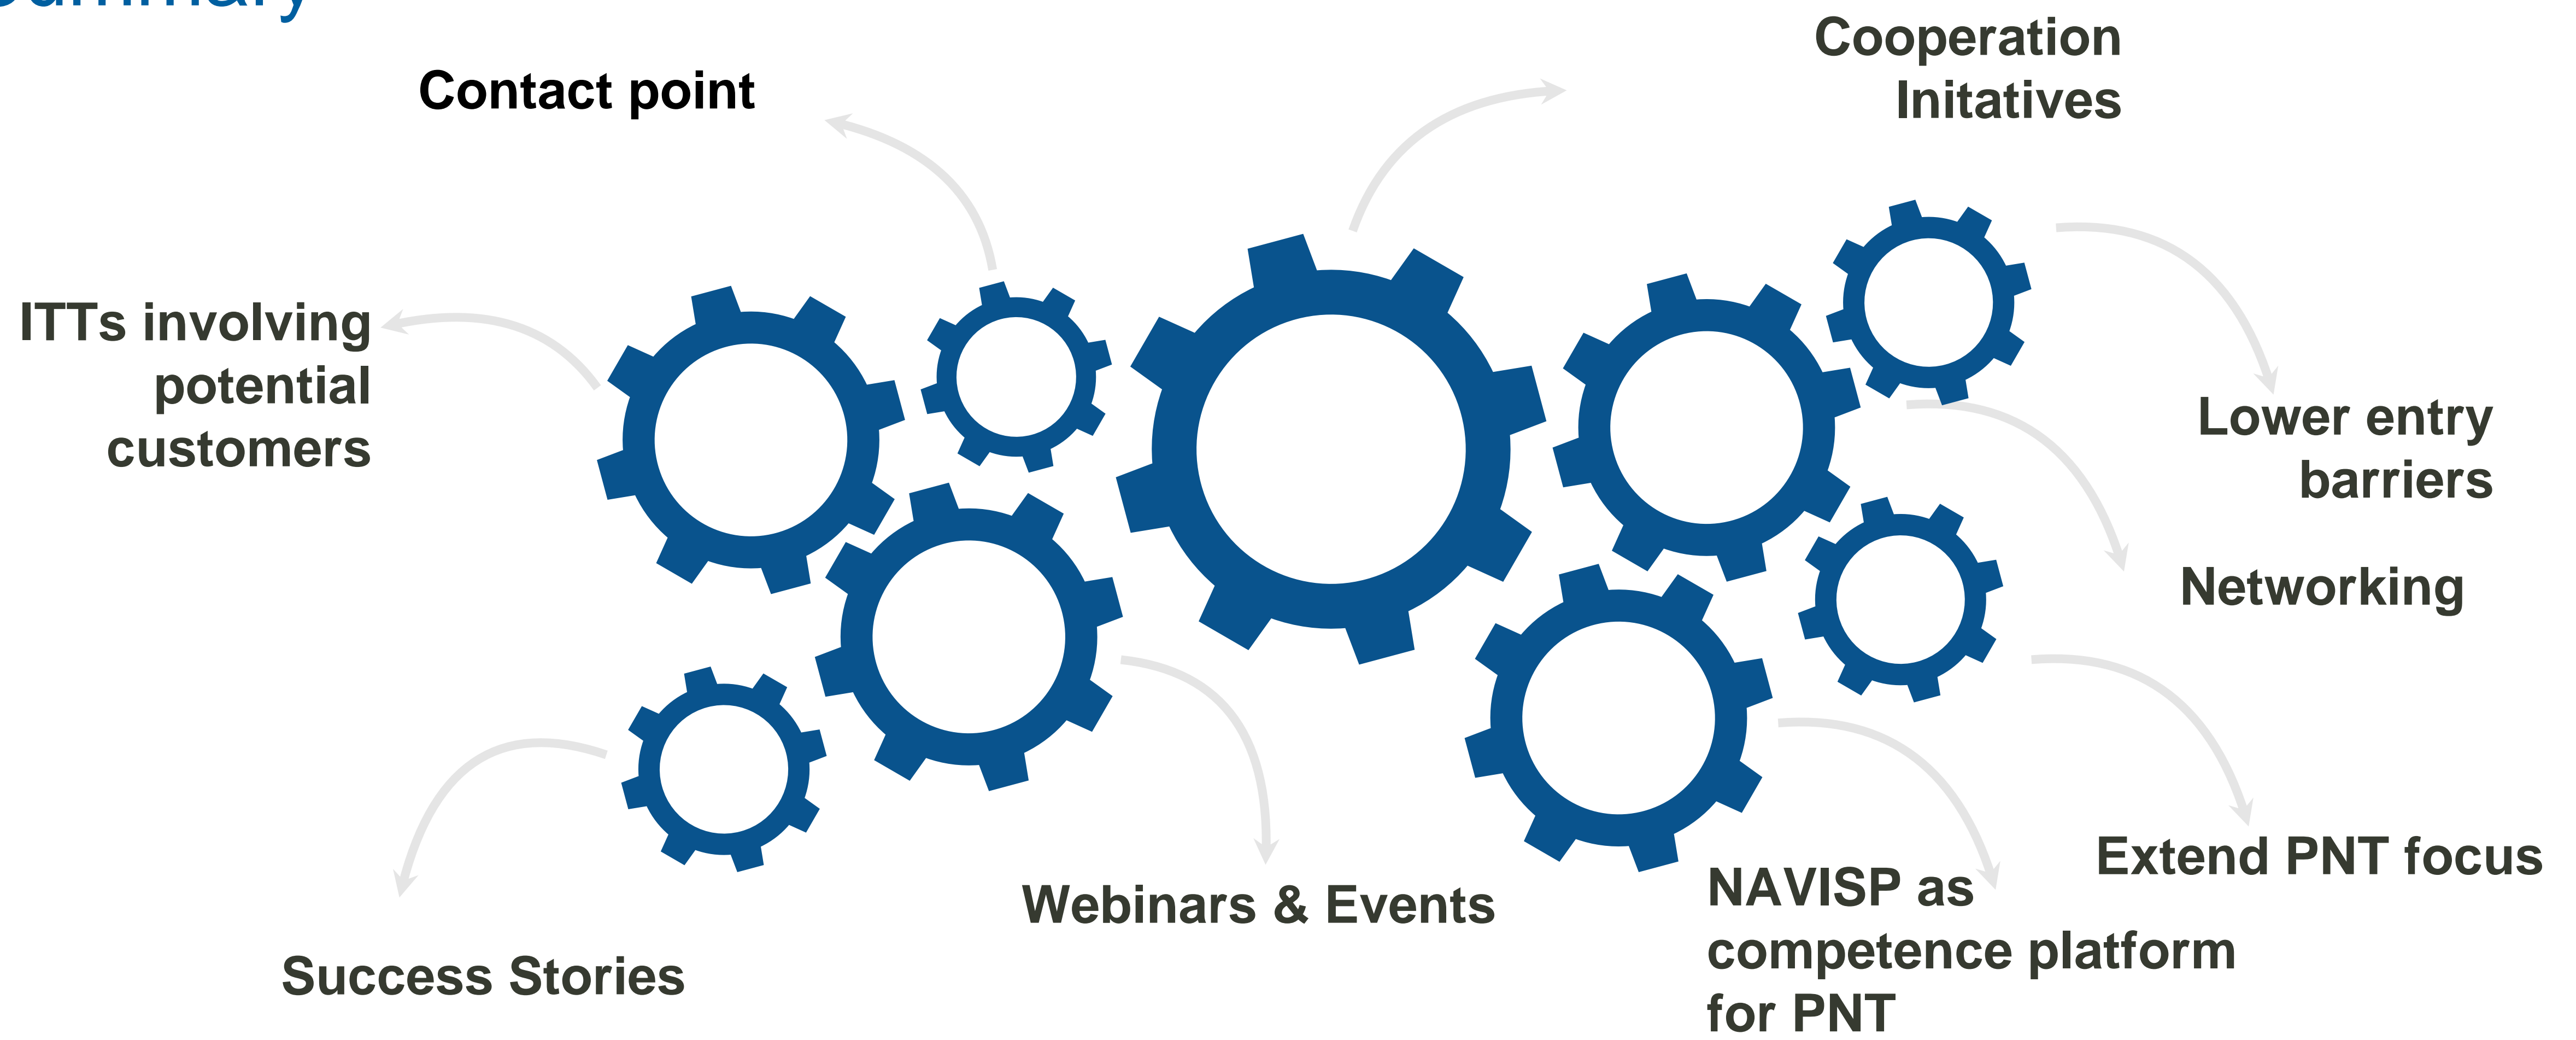 Summary
Contact point
Cooperation
Initatives
ITTs involving
potential
customers
Lower entry
barriers
Networking
Extend PNT focus
NAVISP as
competence platform
for PNT
Webinars & Events
Success Stories